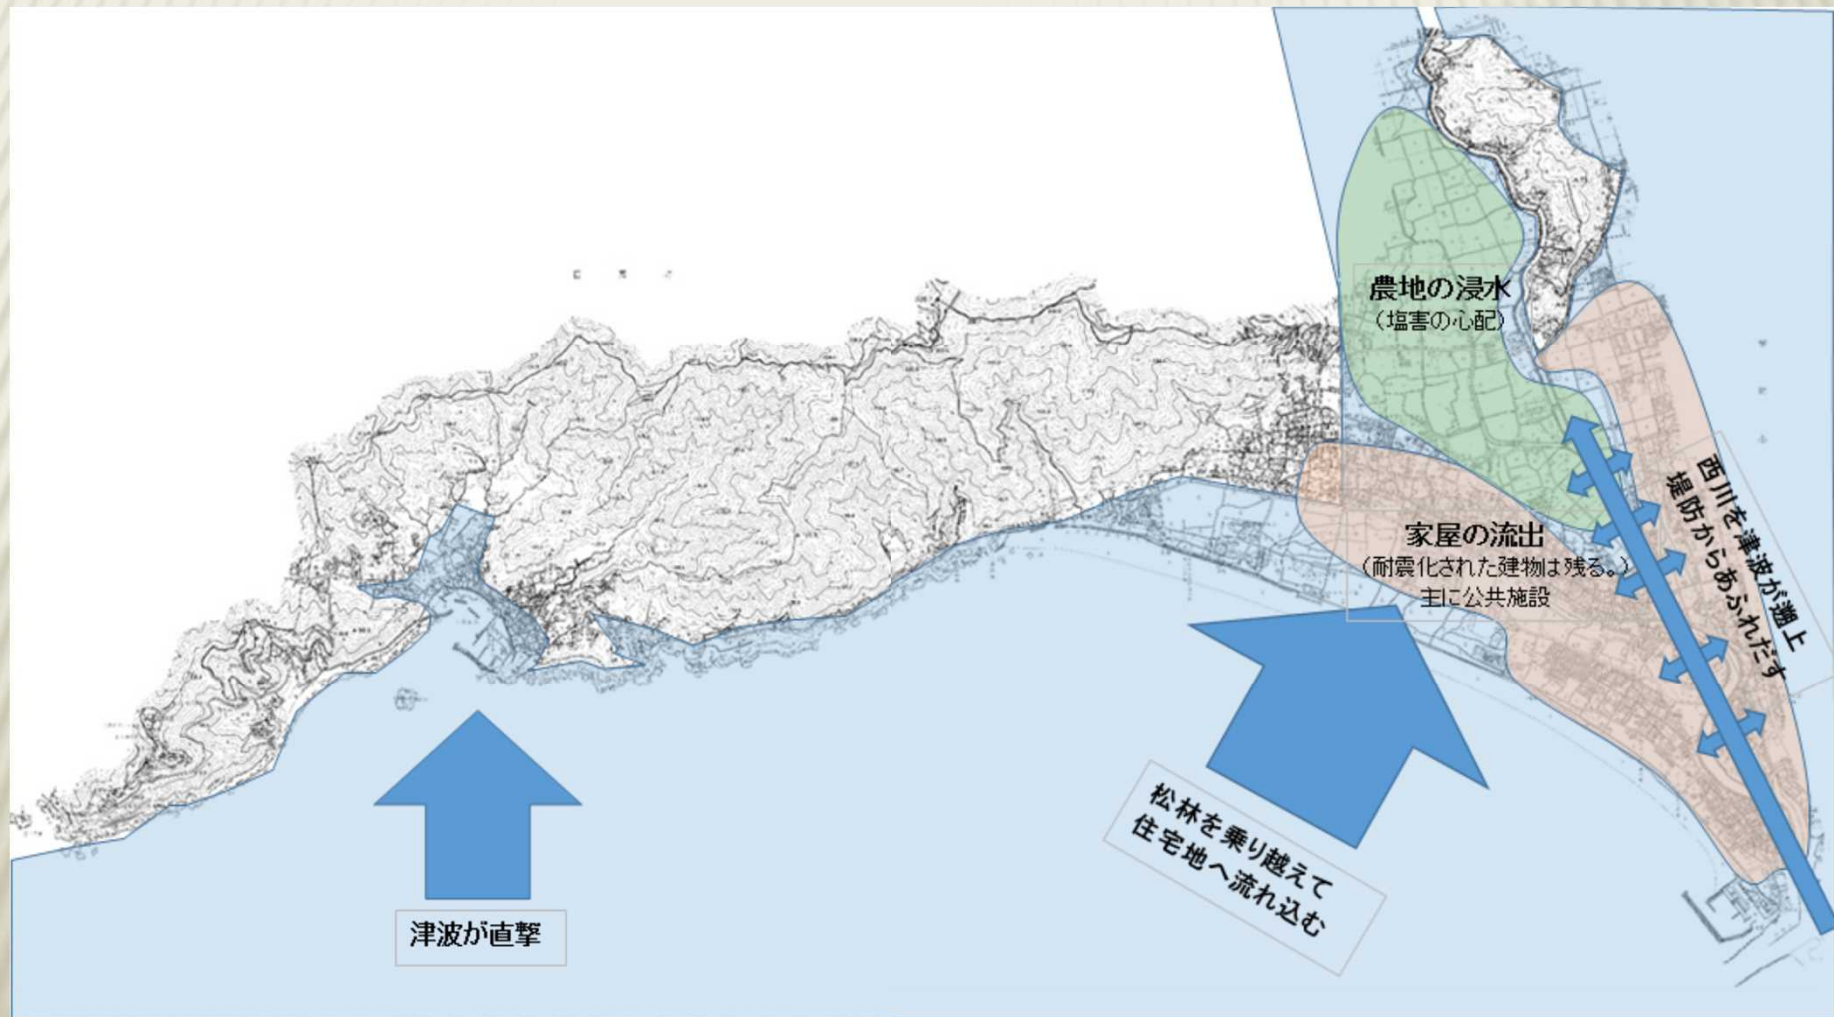 農地の浸水
（塩害の心配）
西川を津波が遡上
堤防からあふれだす
家屋の流出
（耐震化された建物は残る。）
主に公共施設
松林を乗り越えて
住宅地へ流れ込む
津波が直撃